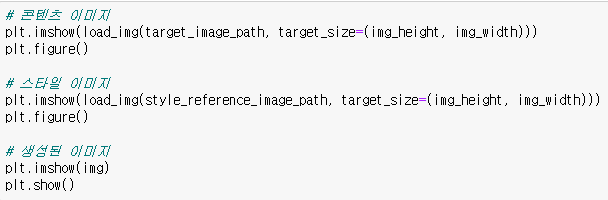 # 콘텐츠 이미지
plt.imshow(load_img(target_image_path, target_size=(img_height, img_width)))
plt.figure()
# 스타일 이미지
plt.imshow(load_img(style_reference_image_path, target_size=(img_height, img_width)))
plt.figure()
# 생성된 이미지
plt.imshow(img)
plt.show()